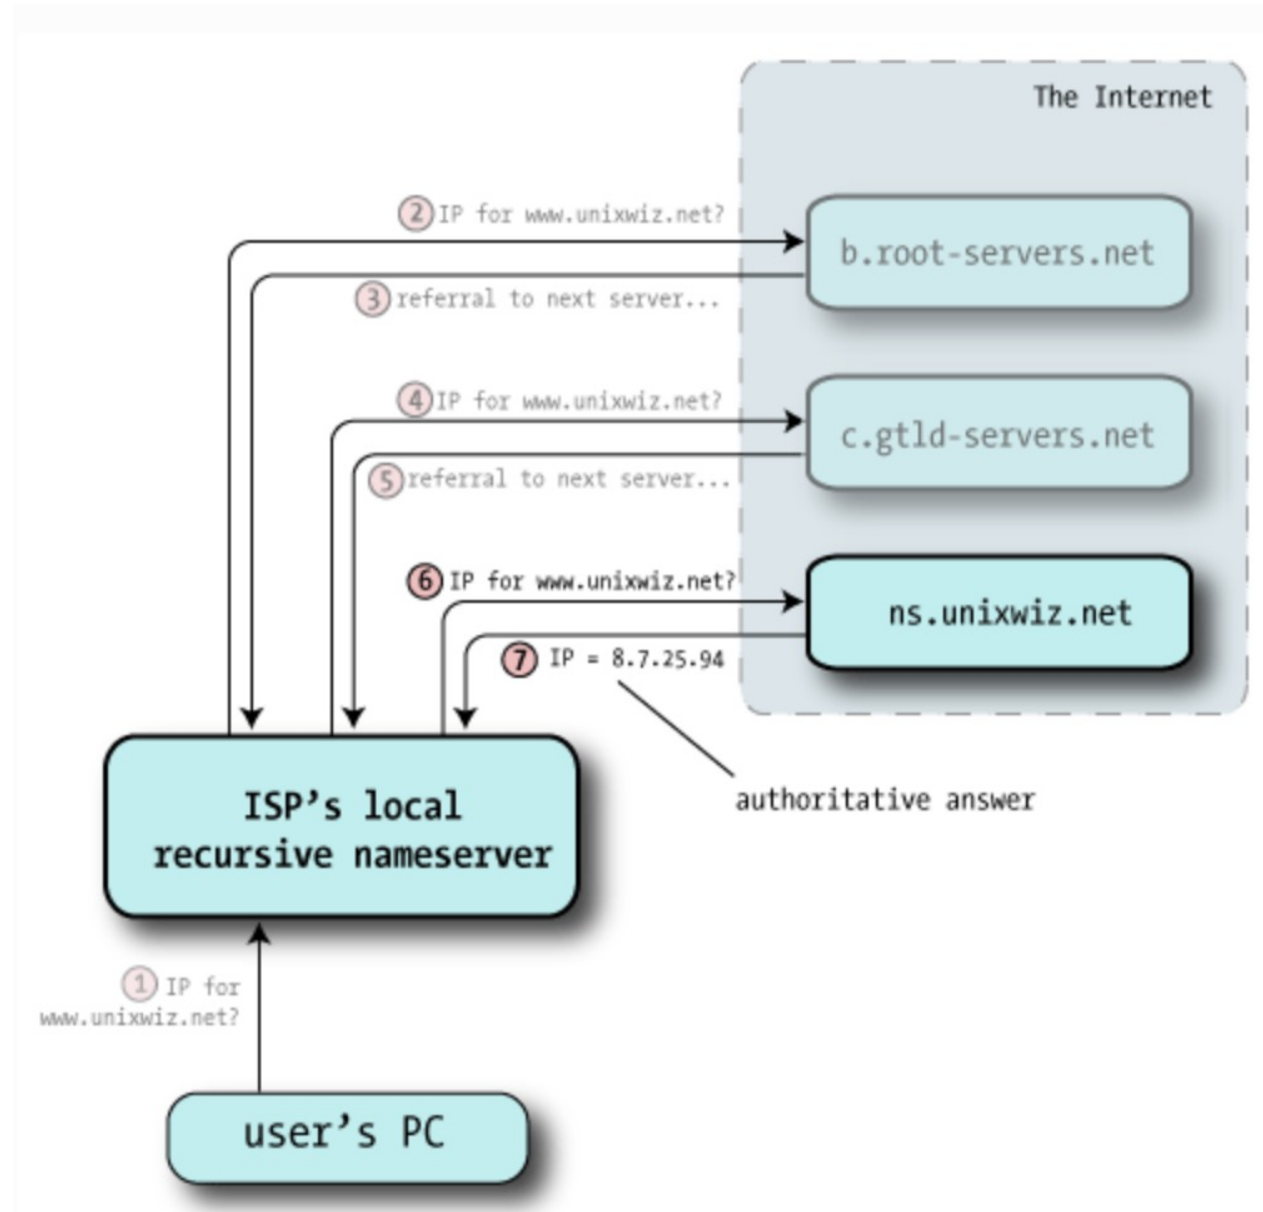 The Internet
2 IP for www.unixwiz.net?
b.root-servers.net
3 referral to next server...
4 IP for www.unixwiz.net?
c.gtld-servers.net
5 referral to next server...
6 IP for www.unixwiz.net?
ns.unixwiz.net
7 IP = 8.7.25.94
authoritative answer
ISP’s local
recursive nameserver
1 IP for
www.unixwiz.net?
user’s PC